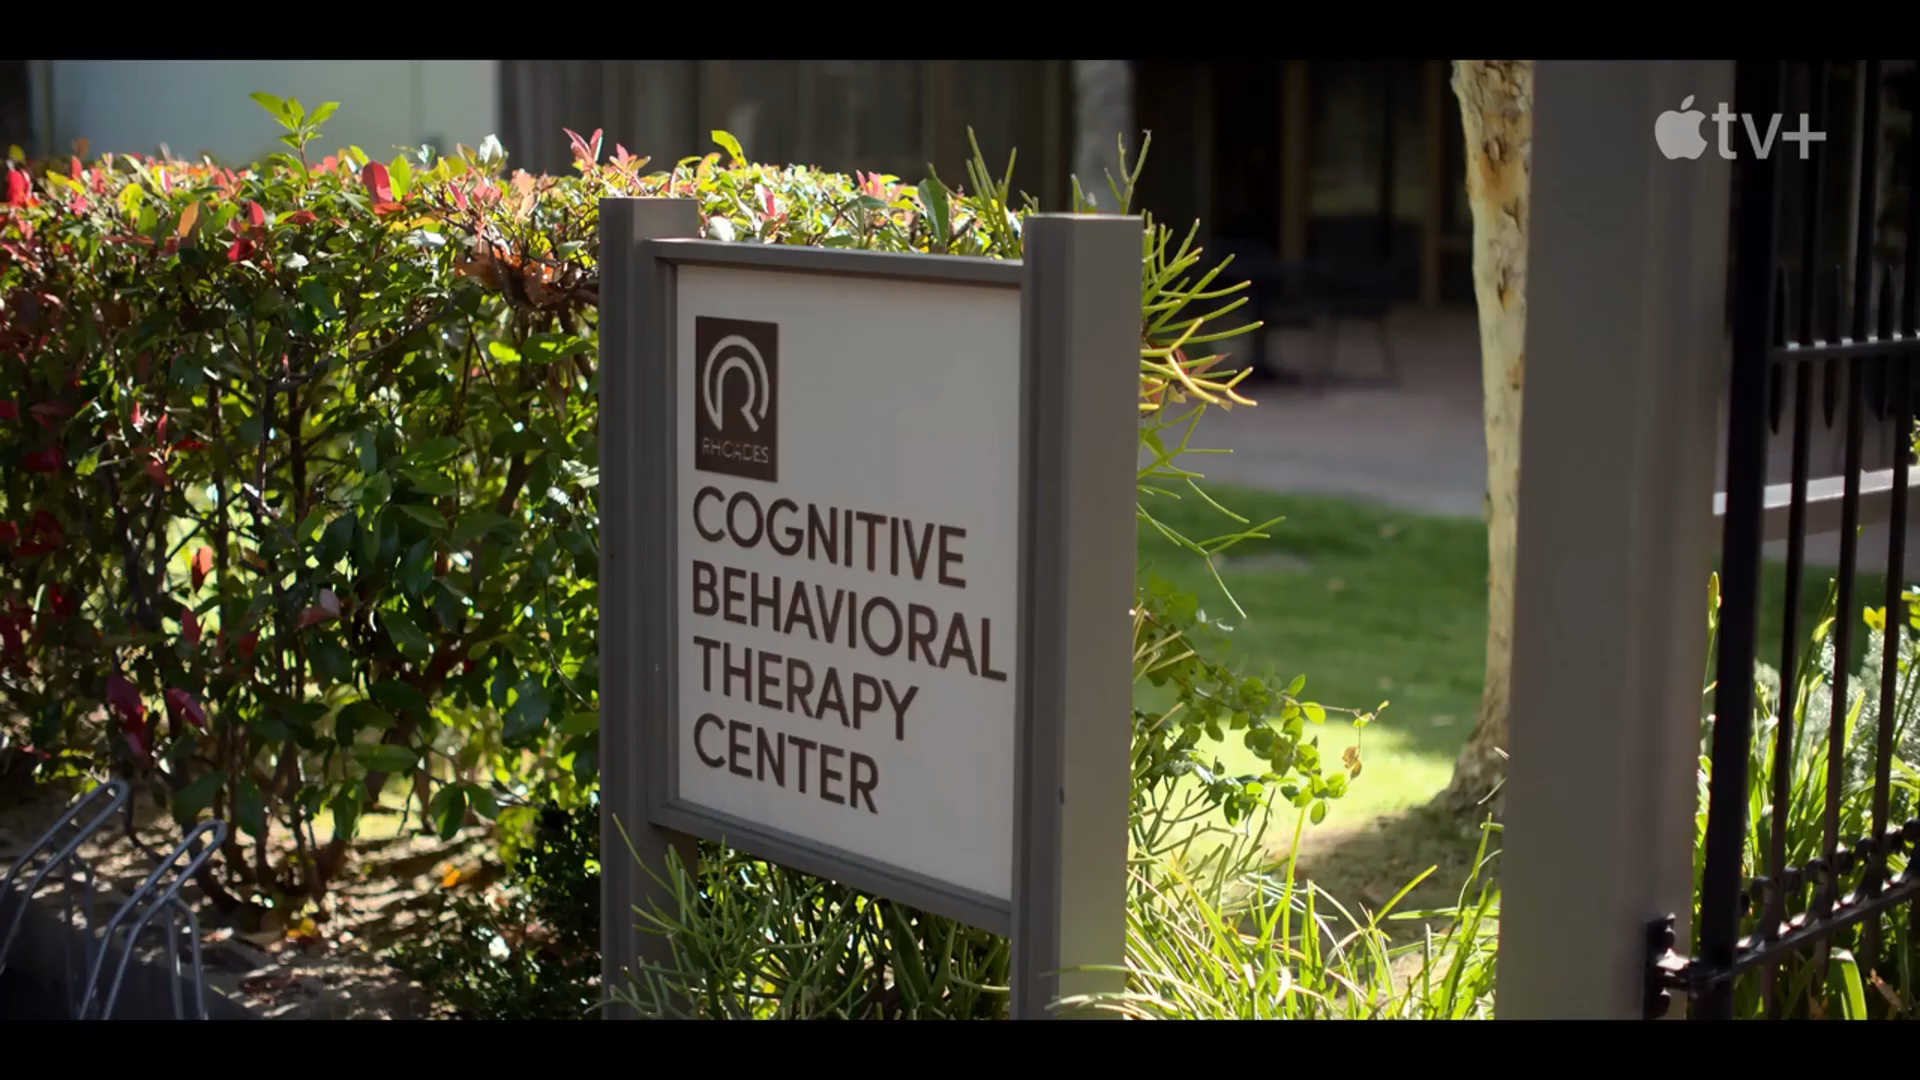 tv+
RHOADES
COGNITIVE
BEHAVIORAL
THERAPY
CENTER